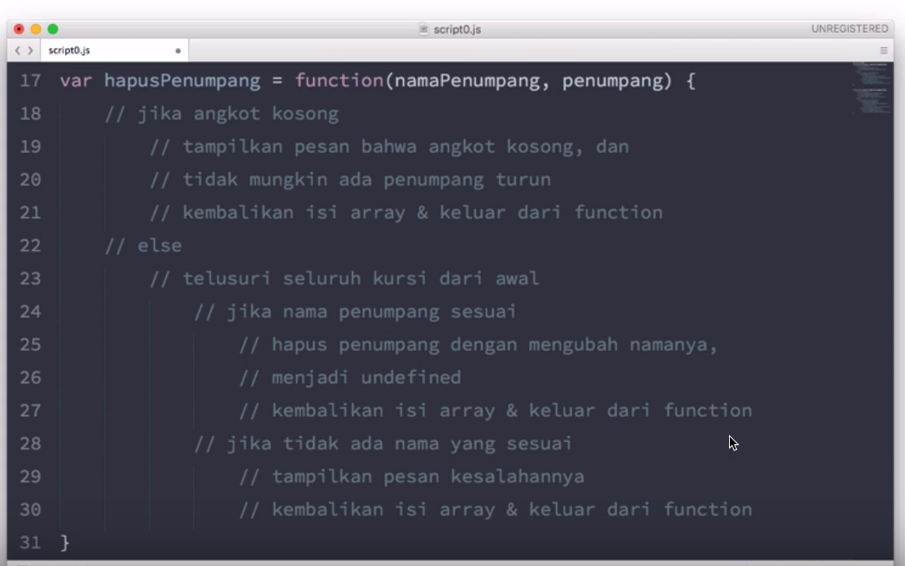 script0.js
UNREGISTERED
script0.js
17 var hapusPenumpang = function(namaPenumpang, penumpang) {
18 // jika angkot kosong
19 // tampilkan pesan bahwa angkot kosong, dan
20 // tidak mungkin ada penumpang turun
21 // kembalikan isi array & keluar dari function
22 // else
23 // telusuri seluruh kursi dari awal
24 // jika nama penumpang sesuai
25 // hapus penumpang dengan mengubah namanya,
26 // menjadi undefined
27 // kembalikan isi array & keluar dari function
28 // jika tidak ada nama yang sesuai
29 // tampilkan pesan kesalahannya
30 // kembalikan isi array & keluar dari function
31 }